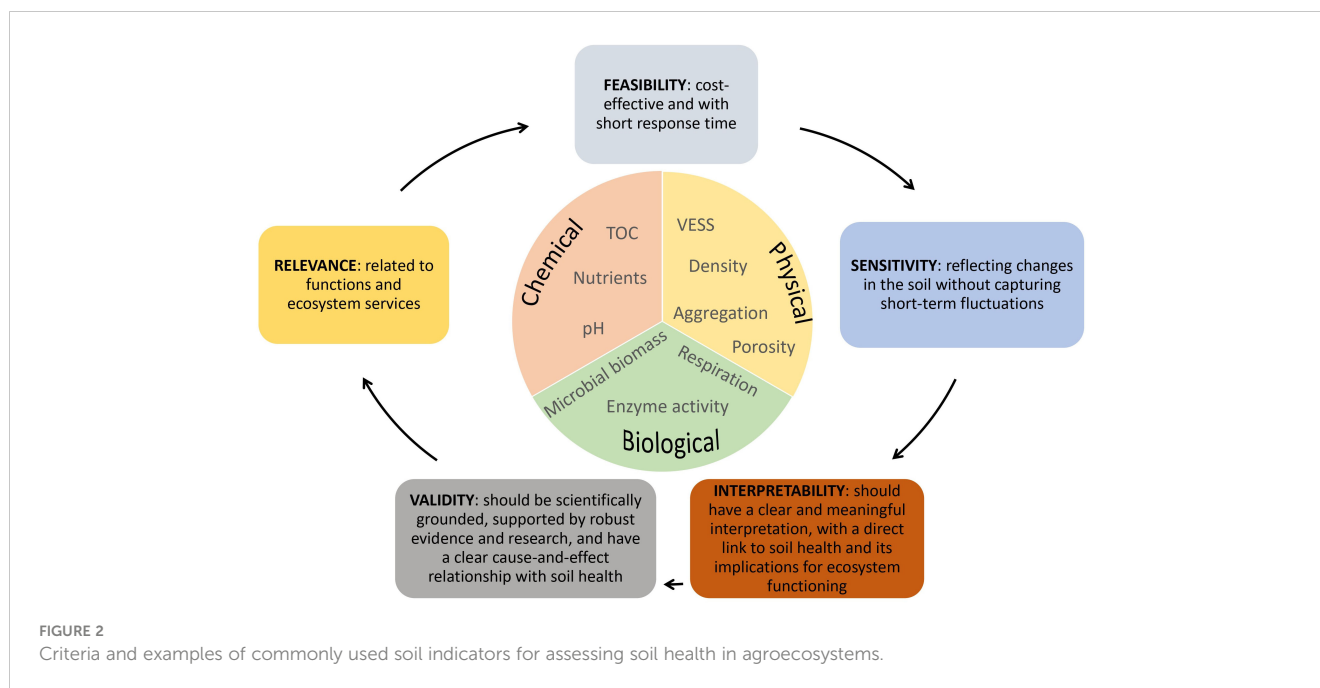 FEASIBILITY: cost-
effective and with
short response time
SENSITIVITY: reflecting changes
in the soil without capturing
short-term fluctuations
INTERPRETABILITY: should
have a clear and meaningful
interpretation, with a direct
link to soil health and its
implications for ecosystem
functioning
VALIDITY: should be scientifically
grounded, supported by robust
evidence and research, and have
a clear cause-and-effect
relationship with soil health
RELEVANCE: related to
functions and
ecosystem services
Chemical
TOC
Nutrients
pH
Physical
VESS
Density
Aggregation
Porosity
Microbial biomass
Respiration
Enzyme activity
Biological
FIGURE 2
Criteria and examples of commonly used soil indicators for assessing soil health in agroecosystems.